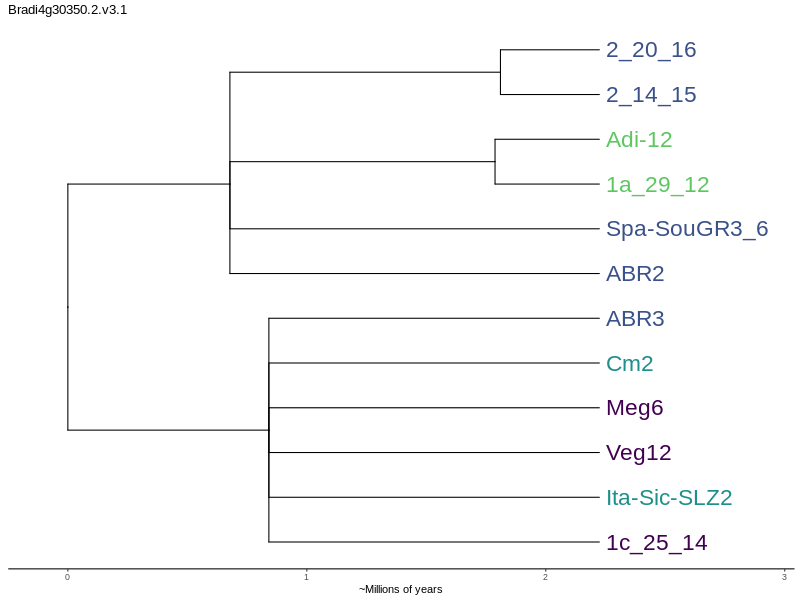 Bradi4g30350.2.v3.1
2_20_16
2_14_15
Adi-12
1a_29_12
Spa-SouGR3_6
ABR2
ABR3
Cm2
Meg6
Veg12
Ita-Sic-SLZ2
1c_25_14
0 1 2 3
~Millions of years